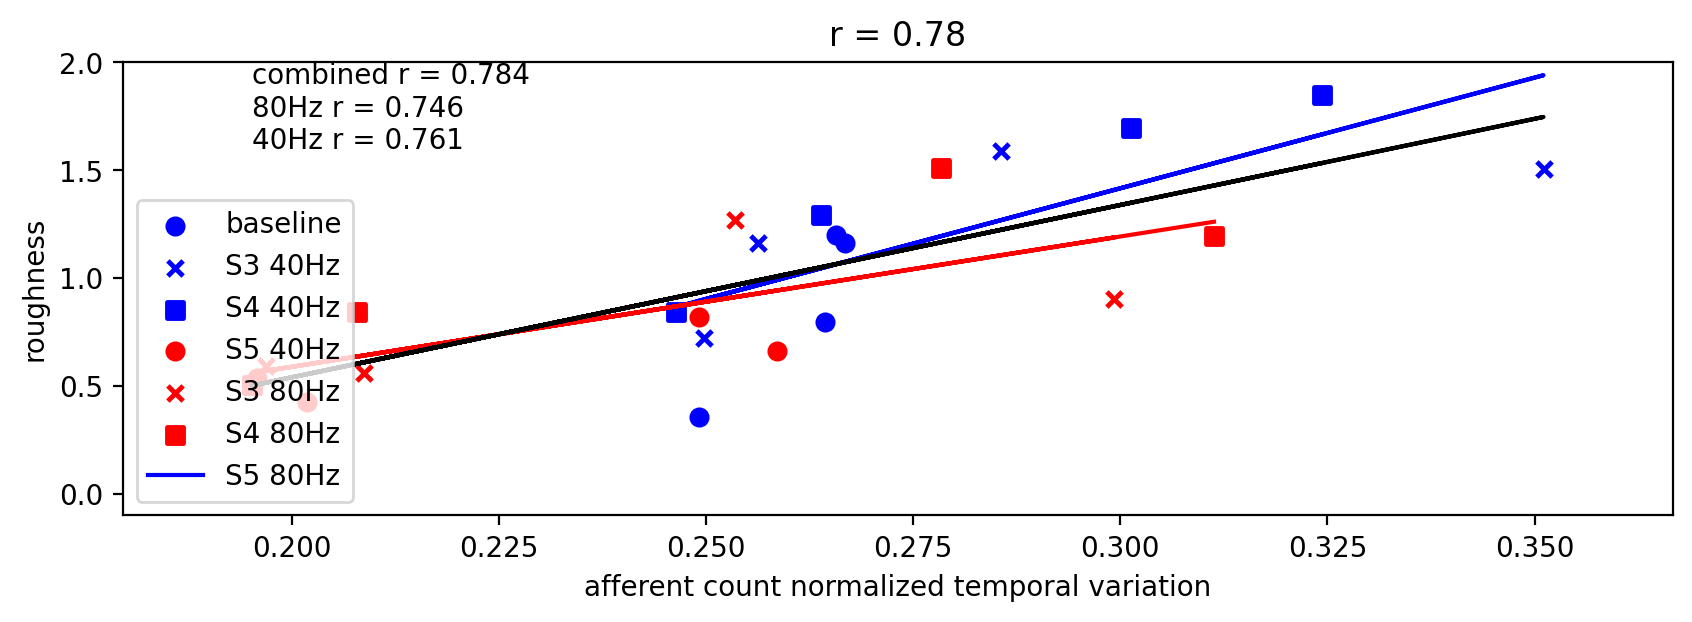 r = 0.78
combined r = 0.784
80Hz r = 0.746
40Hz r = 0.761
baseline
S3 40Hz
S4 40Hz
S5 40Hz
S3 80Hz
S4 80Hz
S5 80Hz
roughness
2.0
1.5
1.0
0.5
0.0
0.200 0.225 0.250 0.275 0.300 0.325 0.350
afferent count normalized temporal variation